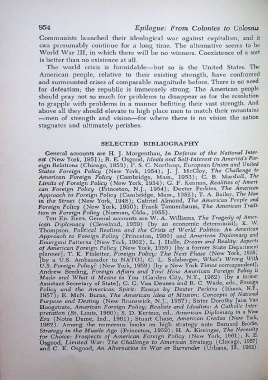 954 Epilogue: From Colonies to Colossus
Communists launched their ideological war against capitalism, and it
can presumably continue for a long time. The alternative seems to be
World War III, in which there will be no winners. Coexistence of a sort
is better than no existence at all.
The world crisis is formidable—but so is the United States. The
American people, relative to their existing strength, have confronted
and surmounted crises of comparable magnitude before. There is no need
for defeatism; the republic is immensely strong. The American people
should pray not so much for problems to disappear as for the resolution
to grapple with problems in a manner befitting their vast strength. And
above all they should elevate to high place men to match their mountains
—men of strength and vision—for where there is no vision the nation
stagnates and ultimately perishes.
SELECTED BIBLIOGRAPHY
General accounts are H. J. Morgenthau, In Defense of the National Inter-
est (New York, 1951); R. E. Osgood, Ideals and Self-Interest in America's For-
eign Relations (Chicago, 1953); F. S. C. Northrop, European Union and United
States Foreign Policy (New York, 1954); J. J. McCloy, The Challenge to
American Foreign Policy (Cambridge, Mass., 1953); C. B. Marshall, The
Limits of Foreign Policy (New York, 1954); G. F. Kennan, Realities of Ameri-
can Foreign Policy (Princeton, N.J., 1954); Dexter Perkins, The American
Approach to Foreign Policy (Cambridge, Mass., 1952);
in the Street (New York, 1948); Gabriel Almond, The American People and
Foreign Policy (New York, 1950); Frank Tannenbaum, The American Tradi-
tion in Foreign Policy (Norman, Okla., 1955).
General accounts are W. A. Williams, The Tragedy of Amer-
ican Diplomacy (Cleveland, 1959) [by a economic determinist]; K. W.
Thompson, Political Realism and the Crisis of World Politics: An American
Approach to Foreign Policy (Princeton, 1960) and American Diplomacy and
Emergent Patterns (New York, 1962); L. J. Halle, Dream and Reality: Aspects
of American Foreign Policy (New York, 1959) [by a former State Department
planner]; T. K. Finletter, Foreign Policy: The Next Phase (New York,
[by a U.S. Ambassador to NATO]; C. L. Sulzberger, What's Wrong With
U.S. Foreign Policy? (New York, 1959) [by a New York Times correspondent];
Andrew Berding, Foreign Affairs and You! How American Foreign Policy is
Made and What it Means to You (Garden City, N.Y., 1962) [by a former
Assistant Secretary of State]; G. C. Van Deusen and R. C. Wade, eds., Foreign
Policy and the American Spirit: Essays by Dexter Perkins (Ithaca, N.Y.,
1957); E. McN. Burns, The American Idea of Mission: Concepts of National
Purpose and Destiny (New Brunswick, N.J., 1957); Sister Dorothy Jane Van
Hoogstrate, American Foreign Policy: Realists and Idealists: A Catholic Inter-
pretation (St. Louis, 1960); S. D. Kertesz, ed., American Diplomacy in a New
Era (Notre Dame, Ind., 1961); Stuart Chase, American Credos (New York,
1962). Among the numerous books on high strategy note Bernard Brodie,
Strategy in the Missile Age (Princeton, 1959); H. A. Kissinger, The Necessity
for Choice: Prospects of American Foreign Policy (New York, 1961); R. E.
Osgood, Limited War: The Challenge to American Strategy (Chicago, 1957);
and C. E. Osgood, An Alternative to War or Surrender (Urbana, Ill., 1962).